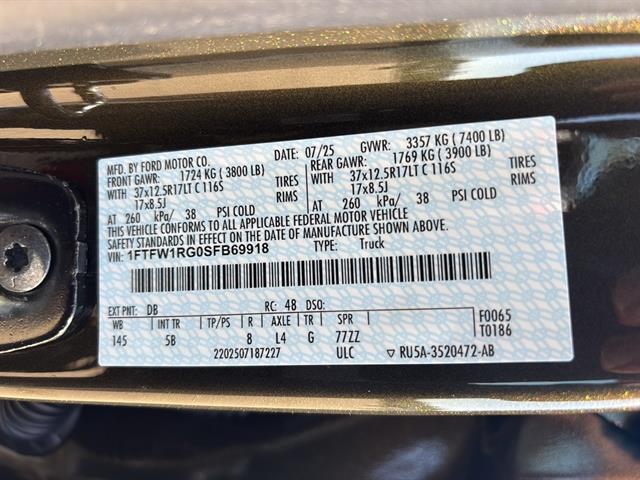 MFD. BY FORD MOTOR CO.
DATE: 07/25 GVWR: 3357 KG ( 7400 LB)
FRONT GAWR: 1724 KG ( 3800 LB) REAR GAWR: 1769 KG ( 3900 LB)
WITH 37x12.5R17LT C 116S TIRES WITH 37x12.5R17LT C 116S TIRES
17x8.5J RIMS 17x8.5J RIMS
AT 260 kPa/ 38 PSI COLD AT 260 kPa/ 38 PSI COLD
THIS VEHICLE CONFORMS TO ALL APPLICABLE FEDERAL MOTOR VEHICLE
SAFETY STANDARDS IN EFFECT ON THE DATE OF MANUFACTURE SHOWN ABOVE.
VIN: 1FTFW1RG0SFB69918 TYPE: Truck
EXT PNT: DB RC: 48 DSO: F0065
WB INT TR TP/PS R AXLE TR SPR T0186
145 5B 8 L4 G 77ZZ
2202507187227 ULC ▽ RU5A-3520472-AB